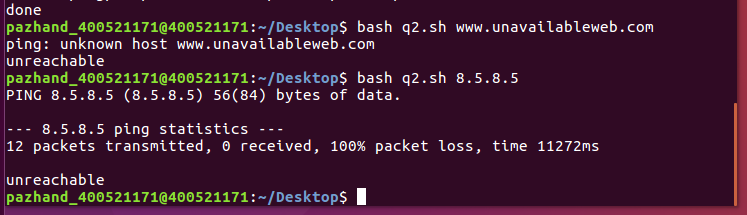 done
pazhand_400521171@400521171:~/Desktop$ bash q2.sh www.unavailableweb.com
ping: unknown host www.unavailableweb.com
unreachable
pazhand_400521171@400521171:~/Desktop$ bash q2.sh 8.5.8.5
PING 8.5.8.5 (8.5.8.5) 56(84) bytes of data.
--- 8.5.8.5 ping statistics ---
12 packets transmitted, 0 received, 100% packet loss, time 11272ms
unreachable
pazhand_400521171@400521171:~/Desktop$